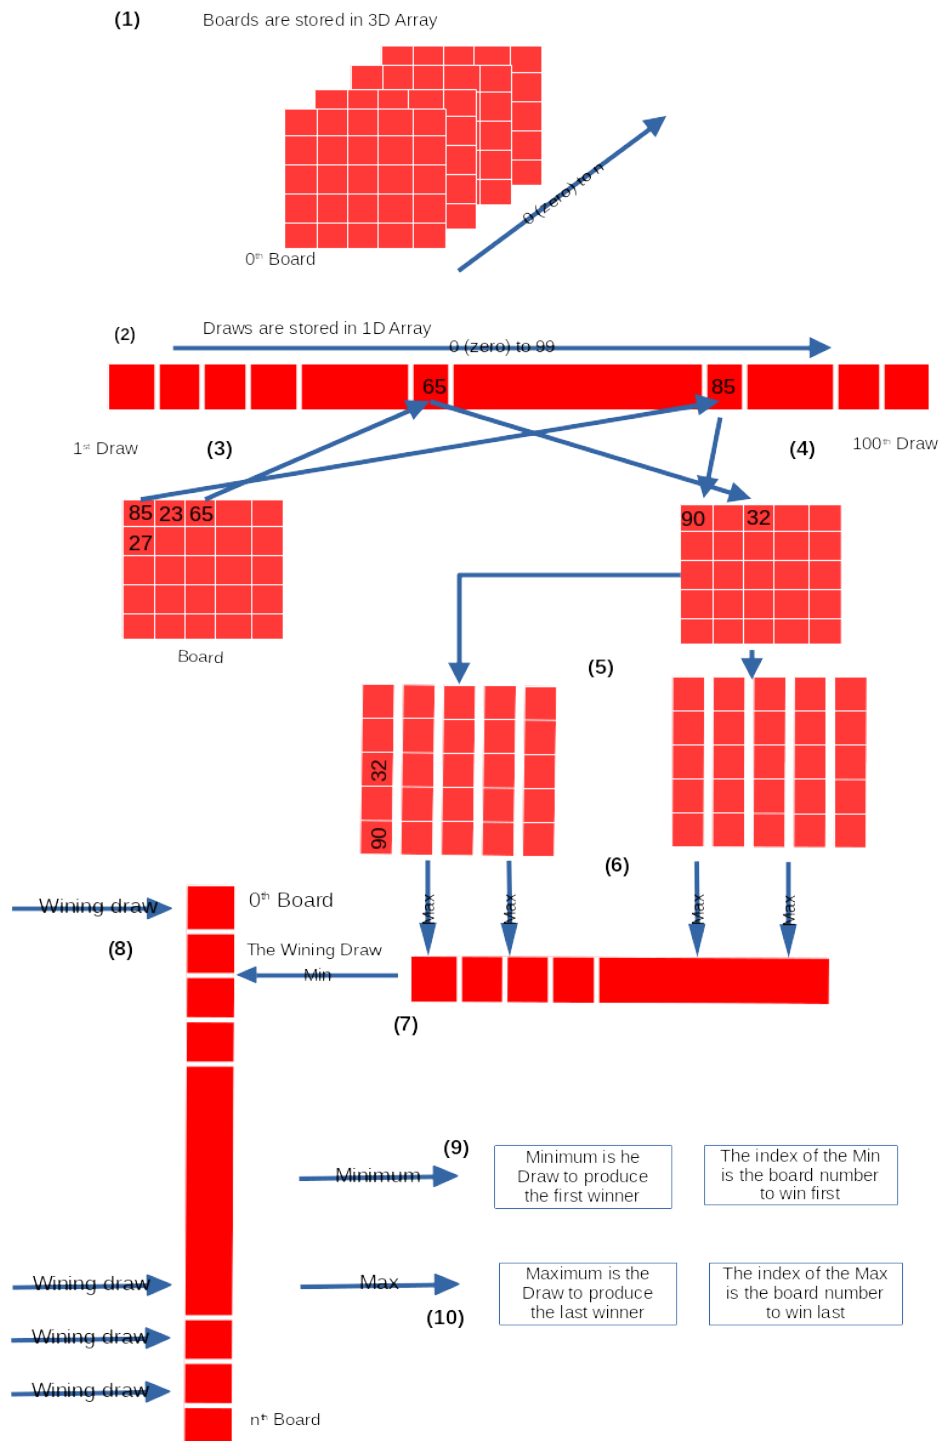 (1) Boards are stored in 3D Array
0 (zero) to n
0th Board
(2) Draws are stored in 1D Array
0 (zero) to 99
65 85
1st Draw (3) (4) 100th Draw
85 23 65
27
90 32
Board
(5)
32
90
(6)
Max Max Max Max
Wining draw 0th Board
(8) The Wining Draw
Min
(7)
(9)
Minimum
Minimum is he
Draw to produce
the first winner
The index of the Min
is the board number
to win first
Wining draw
Max
Maximum is the
Draw to produce
the last winner
The index of the Max
is the board number
to win last
(10)
Wining draw
Wining draw
nth Board